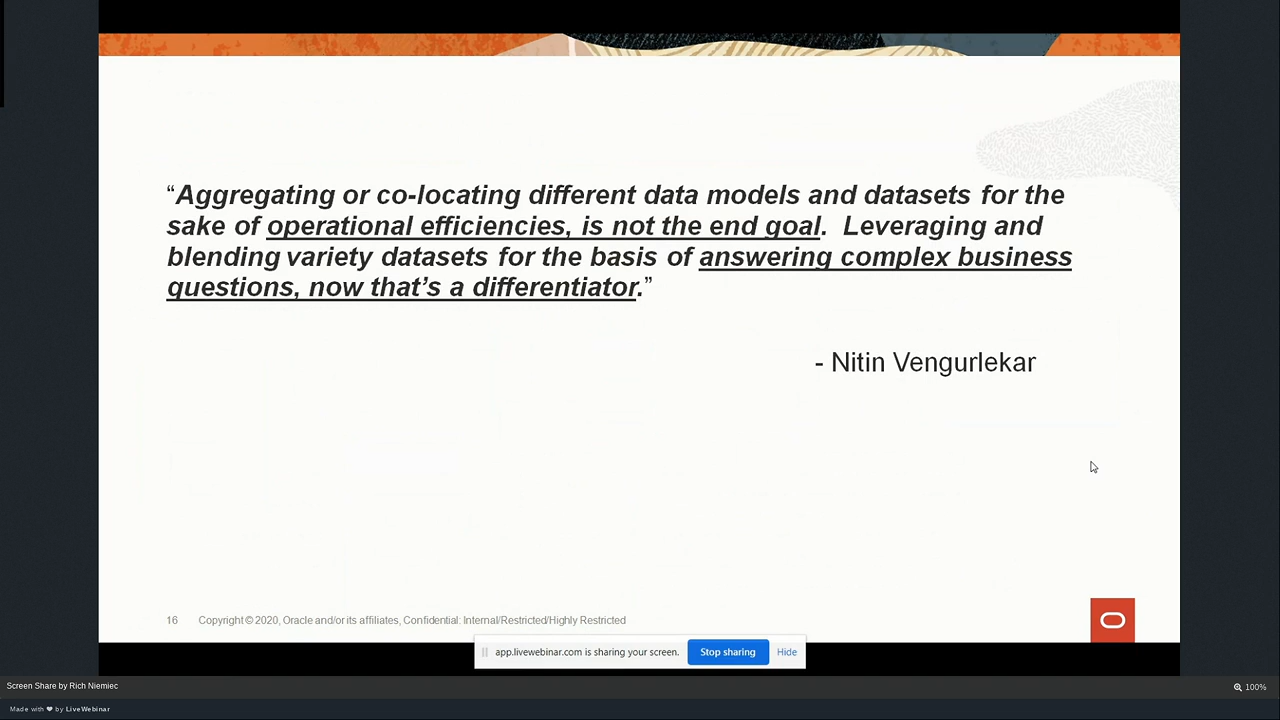 “Aggregating or co-locating different data models and datasets for the
sake of operational efficiencies, is not the end goal.  Leveraging and
blending variety datasets for the basis of answering complex business
questions, now that’s a differentiator.”
- Nitin Vengurlekar
16 Copyright © 2020, Oracle and/or its affiliates, Confidential: Internal/Restricted/Highly Restricted
app.livewebinar.com is sharing your screen. Stop sharing Hide
Screen Share by Rich Niemiec
100%
Made with ❤ by LiveWebinar